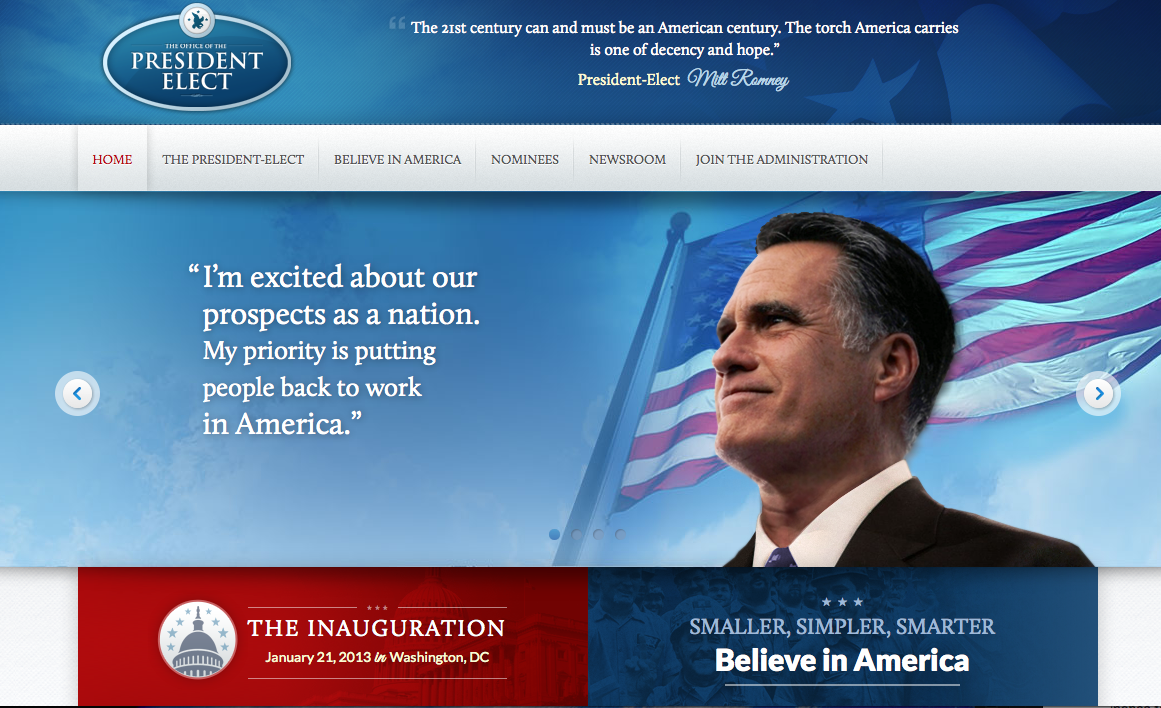 “ The 21st century can and must be an American century. The torch America carries
is one of decency and hope.”
President-Elect Mitt Romney
THE OFFICE OF THE
PRESIDENT
ELECT
HOME
THE PRESIDENT-ELECT
BELIEVE IN AMERICA
NOMINEES
NEWSROOM
JOIN THE ADMINISTRATION
“I’m excited about our
prospects as a nation.
My priority is putting
people back to work
in America.”
THE INAUGURATION
January 21, 2013 in Washington, DC
SMALLER, SIMPLER, SMARTER
Believe in America